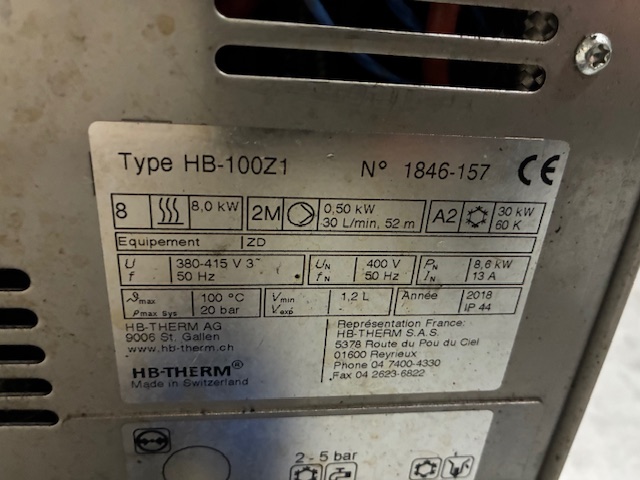 Type HB-100Z1 N° 1846-157 CE
8 8,0 kW 2M 0,50 kW 30 L/min, 52 m A2 30 kW 60 K
Equipement ZD
U 380-415 V 3~ U_N 400 V P_N 8,6 kW
f 50 Hz f_N 50 Hz I_N 13 A
ϑmax 100 °C Vmin 1,2 L Année 2018
pmax sys 20 bar Vexp - IP 44
HB-THERM AG
9006 St. Gallen
www.hb-therm.ch
HB-THERM®
Made in Switzerland
Représentation France:
HB-THERM S.A.S.
5378 Route du Pou du Ciel
01600 Reyrieux
Phone 04 7400-4330
Fax 04 2623-6822
2 - 5 bar